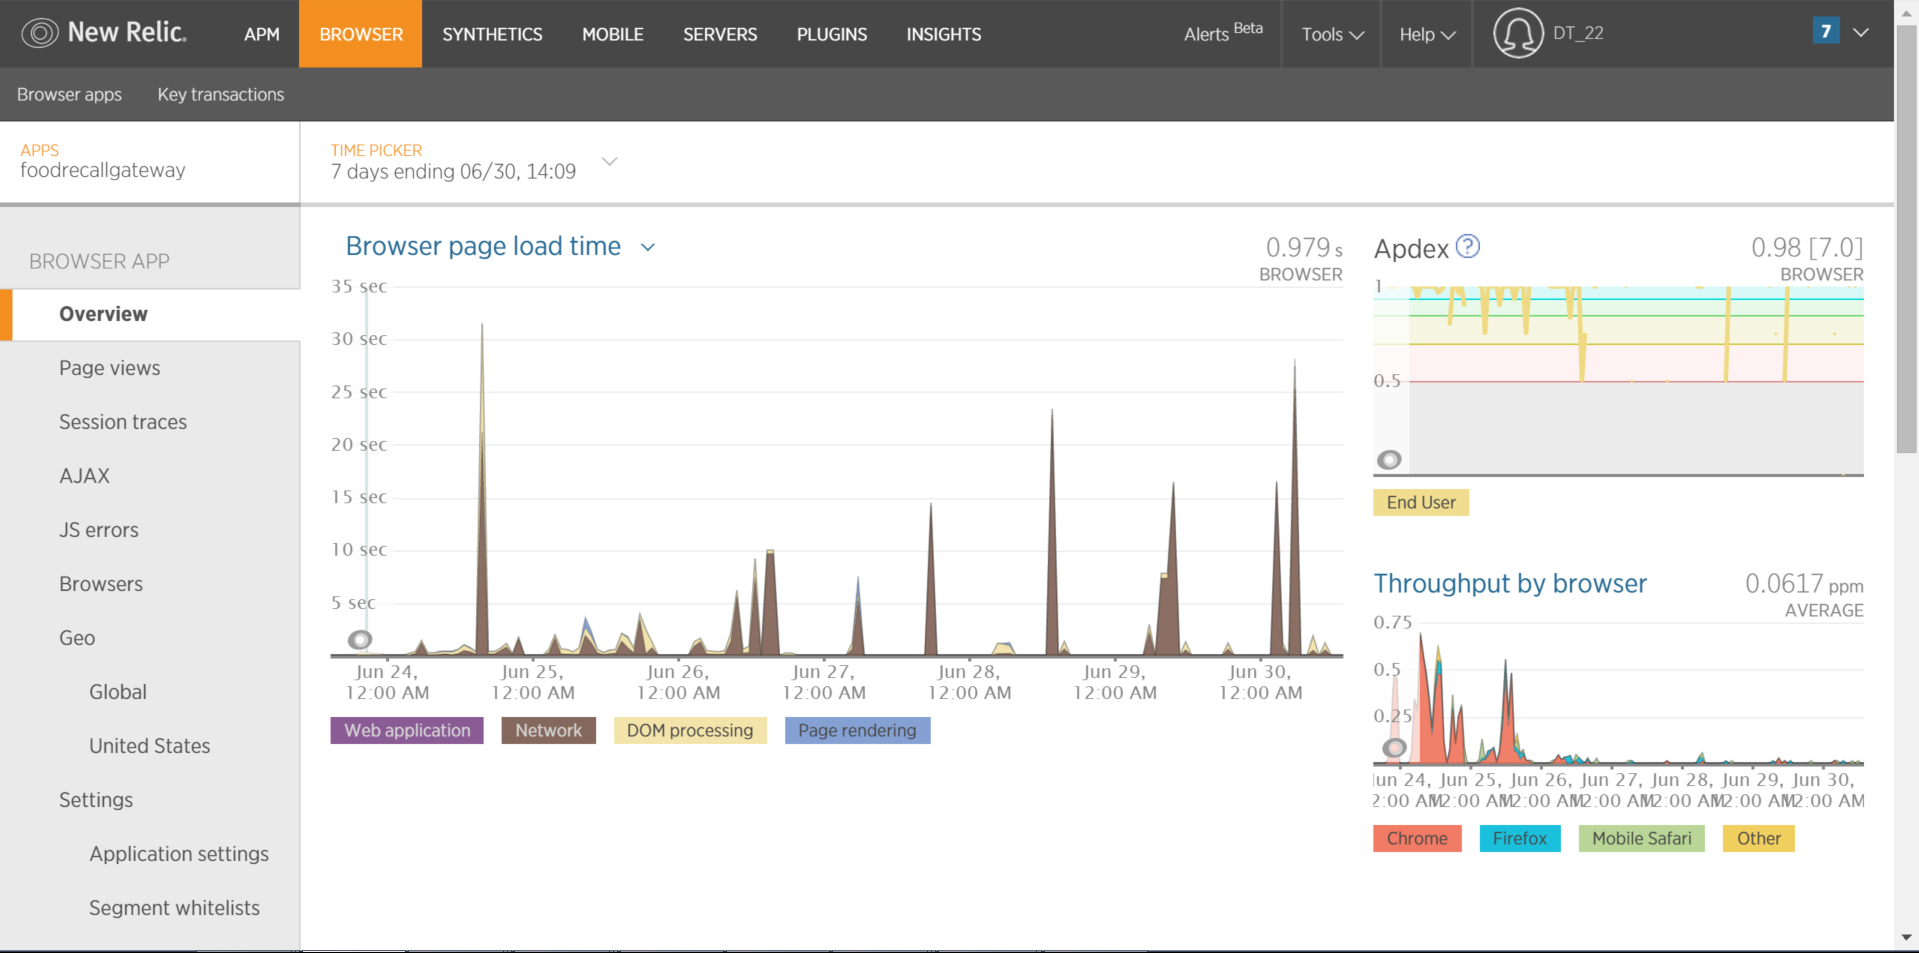 New Relic.
APM
BROWSER
SYNTHETICS
MOBILE
SERVERS
PLUGINS
INSIGHTS
Alerts Beta
Tools
Help
DT_22
7
Browser apps
Key transactions
APPS
foodrecallgateway
TIME PICKER
7 days ending 06/30, 14:09
BROWSER APP
Overview
Page views
Session traces
AJAX
JS errors
Browsers
Geo
Global
United States
Settings
Application settings
Segment whitelists
Browser page load time
0.979 s
BROWSER
35 sec
30 sec
25 sec
20 sec
15 sec
10 sec
5 sec
Jun 24, 
12:00 AM
Jun 25,
12:00 AM
Jun 26,
12:00 AM
Jun 27,
12:00 AM
Jun 28,
12:00 AM
Jun 29,
12:00 AM
Jun 30,
12:00 AM
Web application
Network
DOM processing
Page rendering
Apdex ?
0.98 [7.0]
BROWSER
1
0.5
End User
Throughput by browser
0.0617 ppm
AVERAGE
0.75
0.5
0.25
Jun 24, Jun 25, Jun 26, Jun 27, Jun 28, Jun 29, Jun 30,
2:00 AM 2:00 AM 2:00 AM 2:00 AM 2:00 AM 2:00 AM 2:00 AM
Chrome
Firefox
Mobile Safari
Other